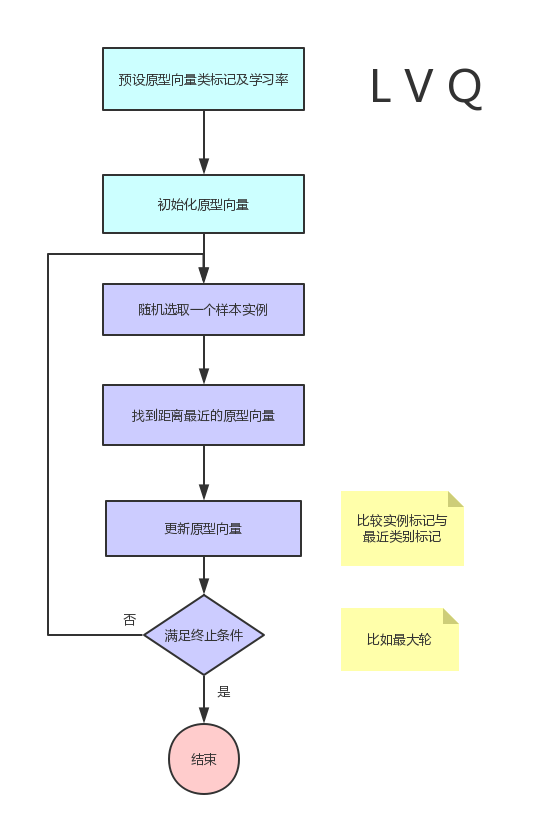 预设原型向量类标记及学习率
L V Q
初始化原型向量
随机选取一个样本实例
找到距离最近的原型向量
更新原型向量
比较实例标记与
最近类别标记
否
满足终止条件
比如最大轮
是
结束